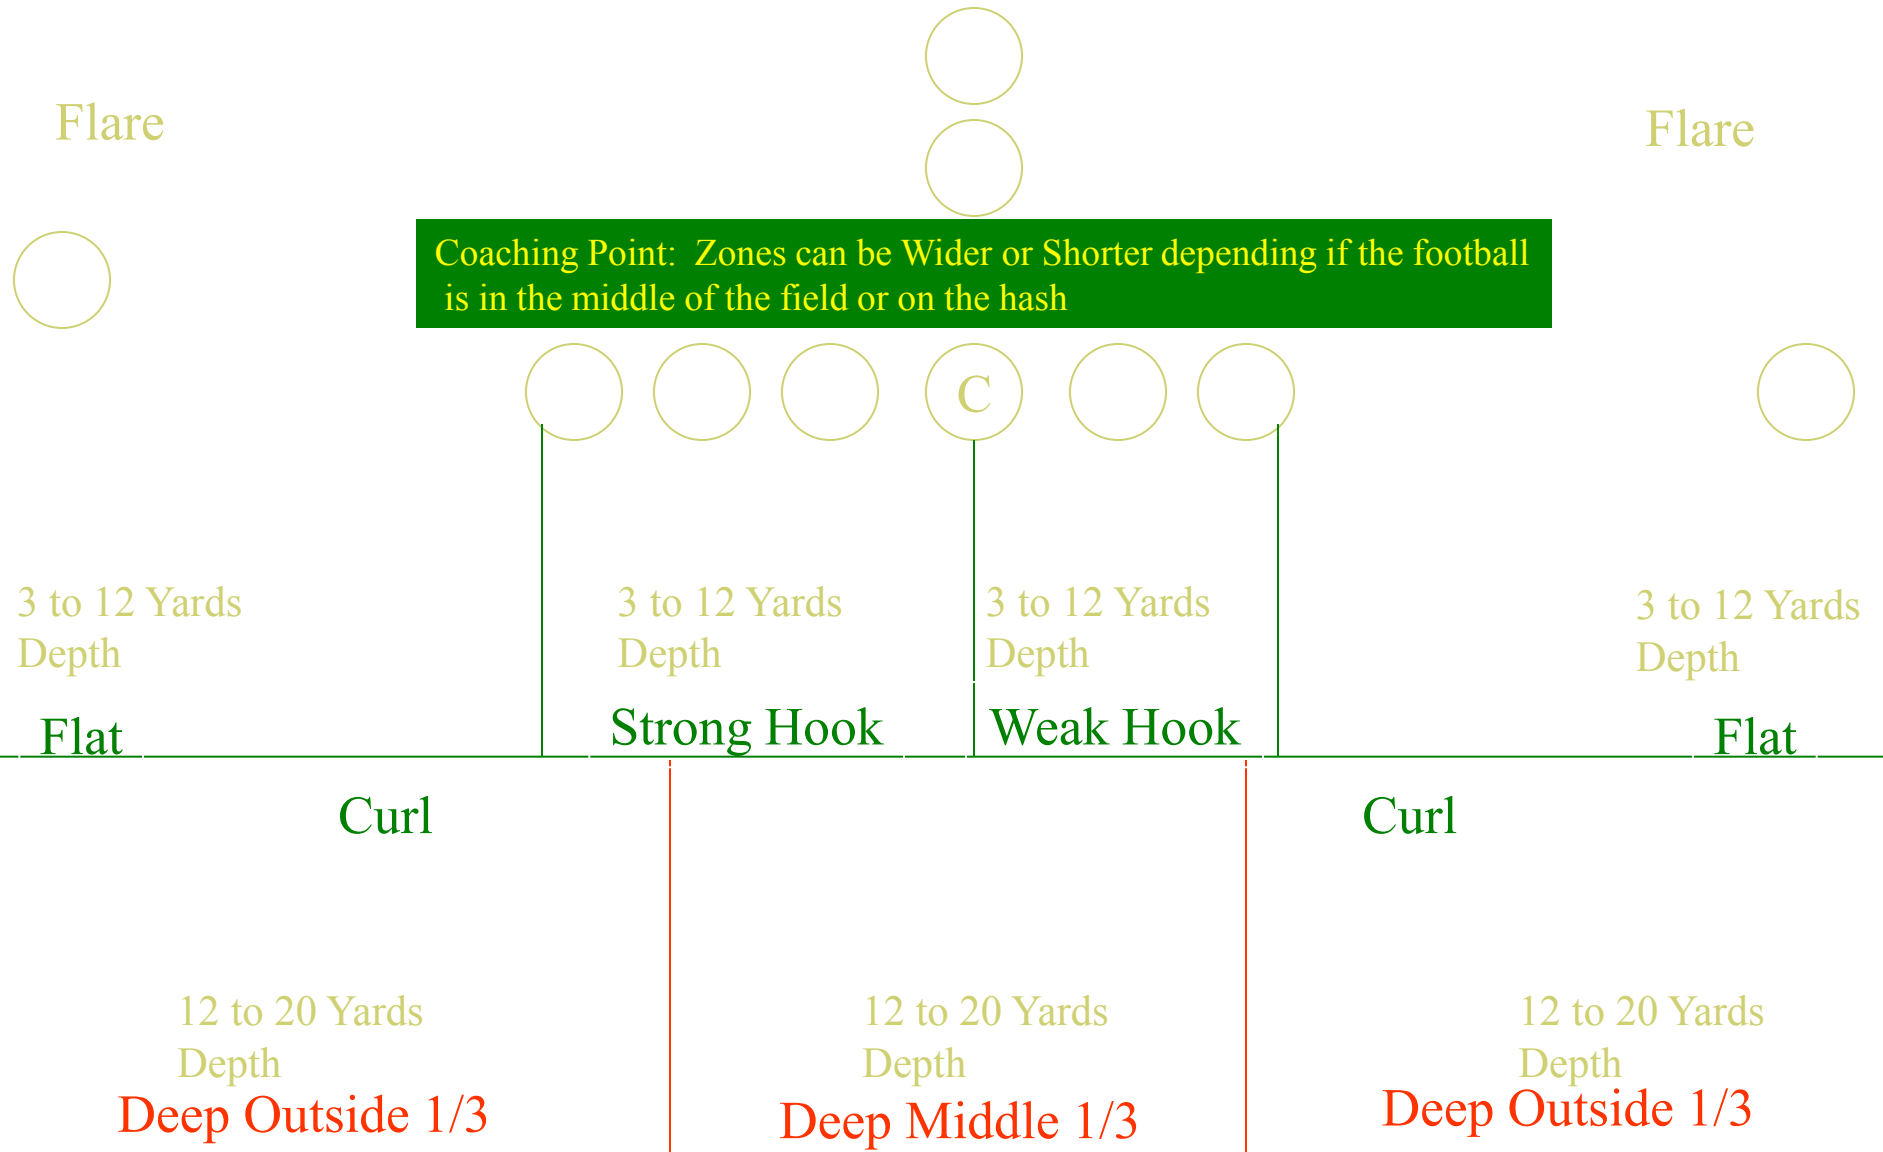 Flare
Flare
Coaching Point:  Zones can be Wider or Shorter depending if the football
is in the middle of the field or on the hash
C
3 to 12 Yards
Depth
3 to 12 Yards
Depth
3 to 12 Yards
Depth
3 to 12 Yards
Depth
Flat
Strong Hook
Weak Hook
Flat
Curl
Curl
12 to 20 Yards
Depth
12 to 20 Yards
Depth
12 to 20 Yards
Depth
Deep Outside 1/3
Deep Middle 1/3
Deep Outside 1/3